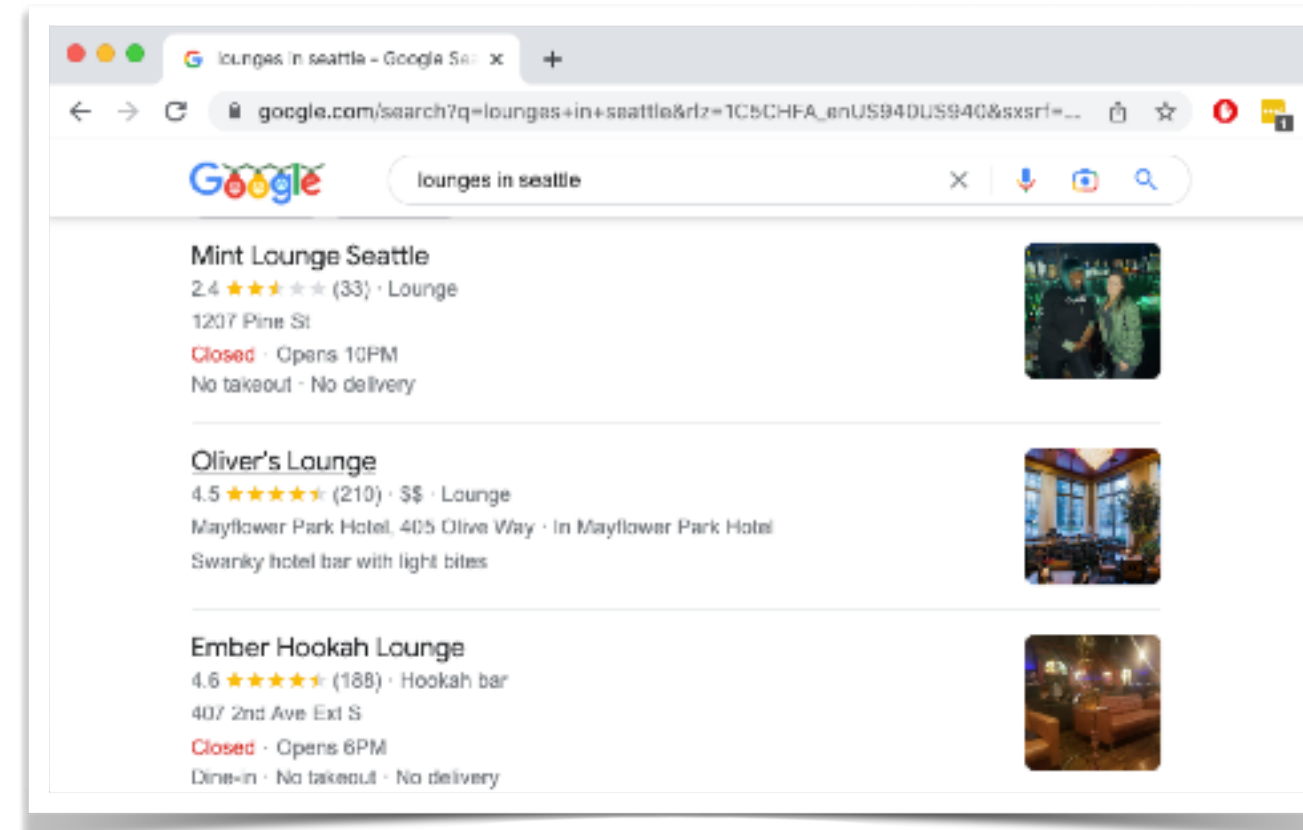 lounges in seattle - Google Sea
google.com/search?q=lounges+in+seattle&rlz=1C5CHFA_enUS940US940&sxsrf=...
1
Google
lounges in seattle
Mint Lounge Seattle
2.4 (33) · Lounge
1207 Pine St
Closed · Opens 10PM
No takeout · No delivery
Oliver's Lounge
4.5 (210) · $$ · Lounge
Mayflower Park Hotel, 405 Olive Way · In Mayflower Park Hotel
Swanky hotel bar with light bites
Ember Hookah Lounge
4.6 (188) · Hookah bar
407 2nd Ave Ext S
Closed · Opens 6PM
Dine-in · No takeout · No delivery